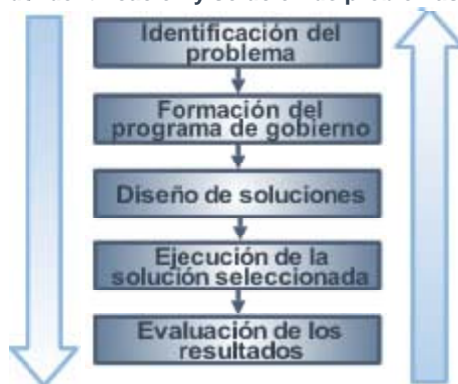 Identificación del
problema
Formación del
programa de gobierno
Diseño de soluciones
Ejecución de la
solución seleccionada
Evaluación de los
resultados